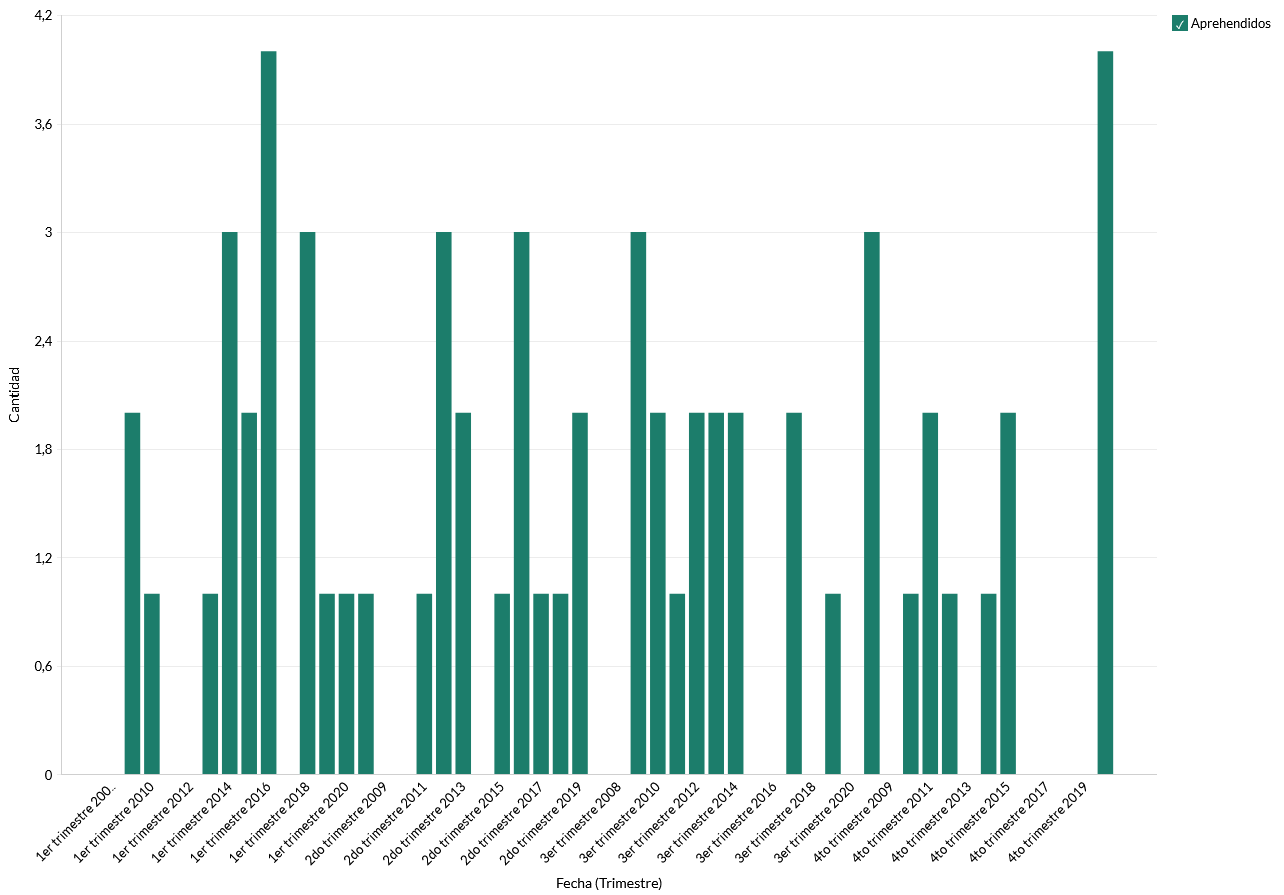 4,2
3,6
3
2,4
1,8
1,2
0,6
0
Cantidad
1er trimestre 200..
1er trimestre 2010
1er trimestre 2012
1er trimestre 2014
1er trimestre 2016
1er trimestre 2018
1er trimestre 2020
2do trimestre 2009
2do trimestre 2011
2do trimestre 2013
2do trimestre 2015
2do trimestre 2017
2do trimestre 2019
3er trimestre 2008
3er trimestre 2010
3er trimestre 2012
3er trimestre 2014
3er trimestre 2016
3er trimestre 2018
3er trimestre 2020
4to trimestre 2009
4to trimestre 2011
4to trimestre 2013
4to trimestre 2015
4to trimestre 2017
4to trimestre 2019
Fecha (Trimestre)
Aprehendidos